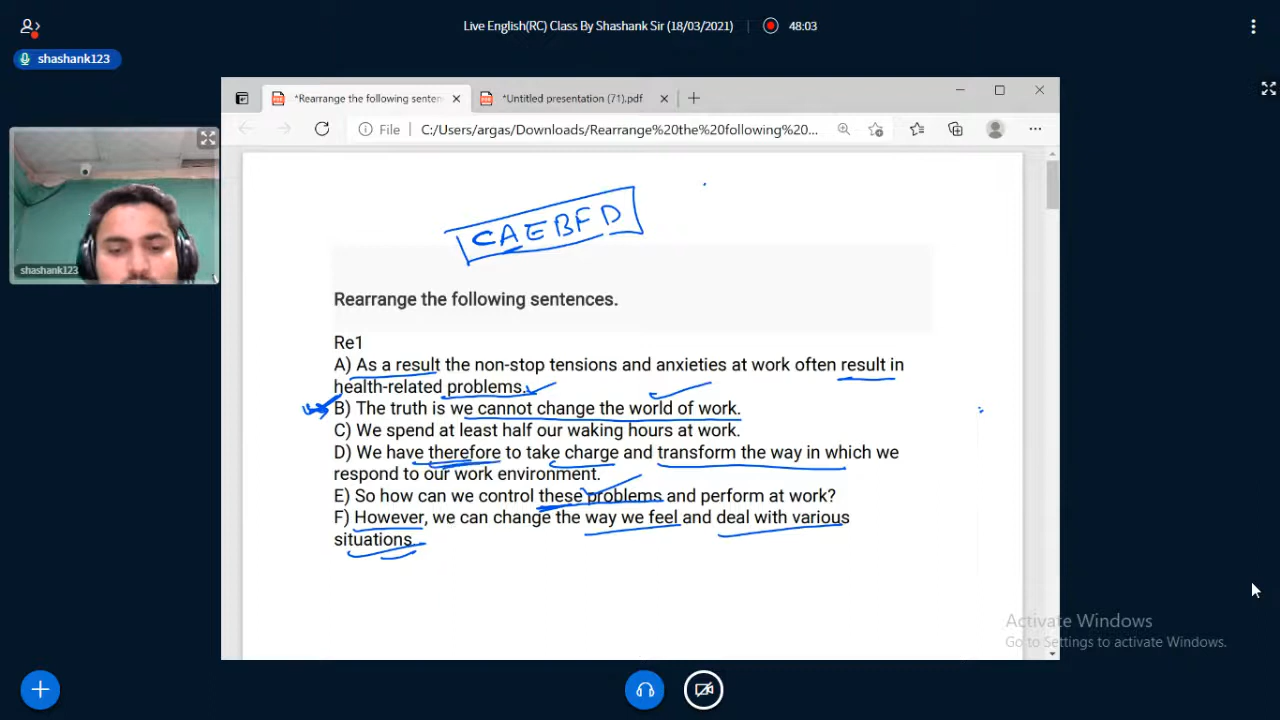 Live English(RC) Class By Shashank Sir (18/03/2021)
48:03
shashank123
*Rearrange the following senten
*Untitled presentation (71).pdf
File
C:/Users/argas/Downloads/Rearrange%20the%20following%20...
shashank123
CAEBFD
Rearrange the following sentences.
Re1
A) As a result the non-stop tensions and anxieties at work often result in
health-related problems.
B) The truth is we cannot change the world of work.
C) We spend at least half our waking hours at work.
D) We have therefore to take charge and transform the way in which we
respond to our work environment.
E) So how can we control these problems and perform at work?
F) However, we can change the way we feel and deal with various
situations.
Activate Windows
Go to Settings to activate Windows.